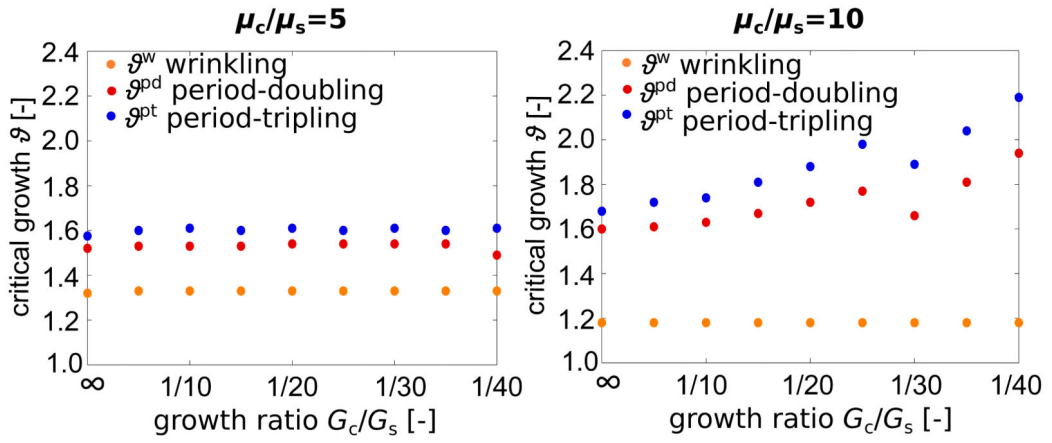 μc/μs=5
2.4
2.2
2.0
1.8
1.6
1.4
1.2
1.0
critical growth ϑ [-]
ϑʷ wrinkling
ϑᵖᵈ period-doubling
ϑᵖᵗ period-tripling
∞ 1/10 1/20 1/30 1/40
growth ratio Gc/Gs [-]
μc/μs=10
2.4
2.2
2.0
1.8
1.6
1.4
1.2
1.0
critical growth ϑ [-]
ϑʷ wrinkling
ϑᵖᵈ period-doubling
ϑᵖᵗ period-tripling
∞ 1/10 1/20 1/30 1/40
growth ratio Gc/Gs [-]